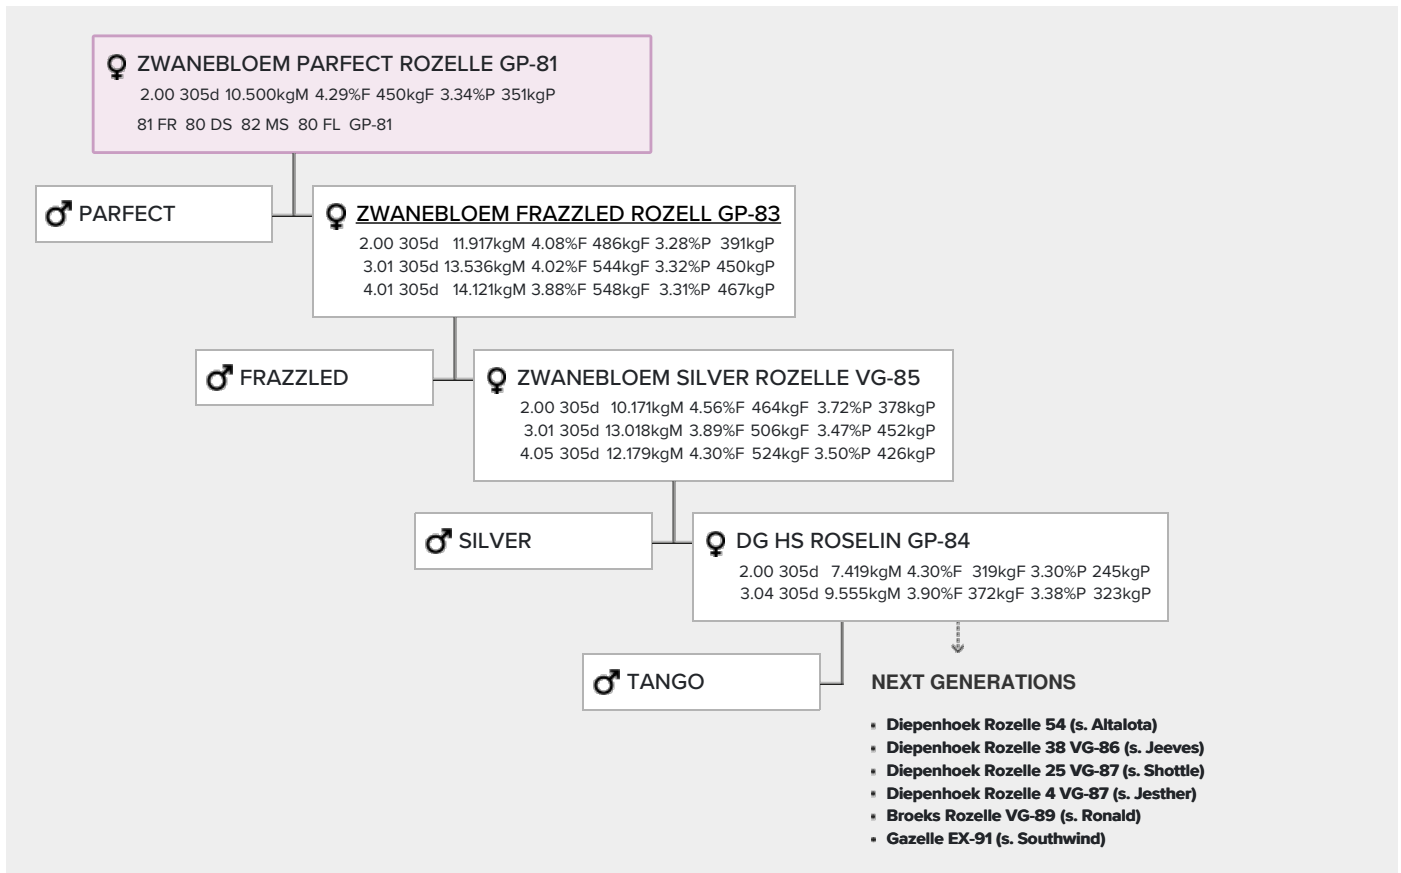 ZWANEBLOEM PARFECT ROZELLE GP-81
2.00 305d 10.500kgM 4.29%F 450kgF 3.34%P 351kgP
81 FR 80 DS 82 MS 80 FL GP-81
PARFECT
ZWANEBLOEM FRAZZLED ROZELL GP-83
2.00 305d 11.917kgM 4.08%F 486kgF 3.28%P 391kgP
3.01 305d 13.536kgM 4.02%F 544kgF 3.32%P 450kgP
4.01 305d 14.121kgM 3.88%F 548kgF 3.31%P 467kgP
FRAZZLED
ZWANEBLOEM SILVER ROZELLE VG-85
2.00 305d 10.171kgM 4.56%F 464kgF 3.72%P 378kgP
3.01 305d 13.018kgM 3.89%F 506kgF 3.47%P 452kgP
4.05 305d 12.179kgM 4.30%F 524kgF 3.50%P 426kgP
SILVER
DG HS ROSELIN GP-84
2.00 305d 7.419kgM 4.30%F 319kgF 3.30%P 245kgP
3.04 305d 9.555kgM 3.90%F 372kgF 3.38%P 323kgP
TANGO
NEXT GENERATIONS
Diepenhoek Rozelle 54 (s. Altalota)
Diepenhoek Rozelle 38 VG-86 (s. Jeeves)
Diepenhoek Rozelle 25 VG-87 (s. Shottle)
Diepenhoek Rozelle 4 VG-87 (s. Jesther)
Broeks Rozelle VG-89 (s. Ronald)
Gazelle EX-91 (s. Southwind)